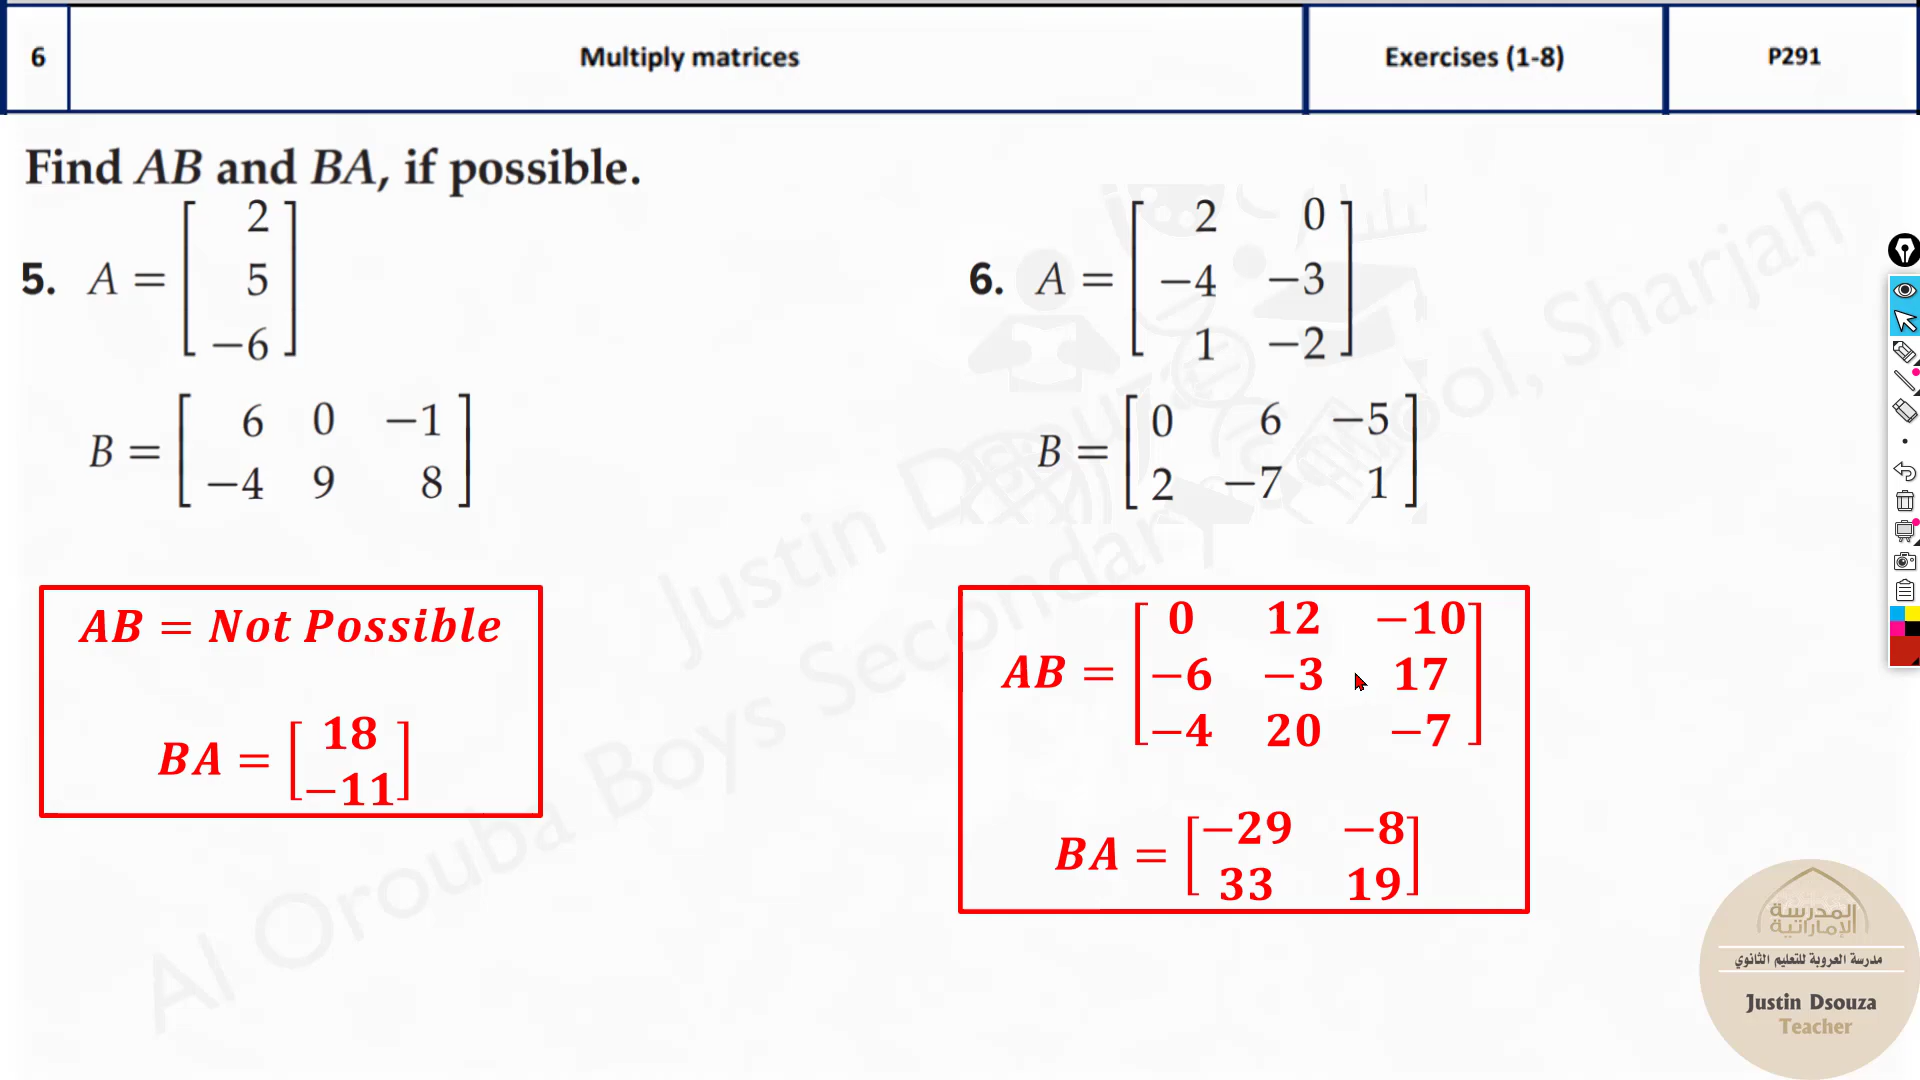 6 Multiply matrices Exercises (1-8) P291
Find AB and BA, if possible.
5. A = [ 2
5
−6 ]
B = [ 6 0 −1
−4 9 8 ]
AB = Not Possible
BA = [ 18
−11 ]
6. A = [ 2 0
−4 −3
1 −2 ]
B = [ 0 6 −5
2 −7 1 ]
AB = [ 0 12 −10
−6 −3 17
−4 20 −7 ]
BA = [ −29 −8
33 19 ]
Justin Dsouza
Al Orouba Boys Secondary School, Sharjah
المدرسة
الإماراتية
مدرسة العروبة للتعليم الثانوي
Justin Dsouza
Teacher